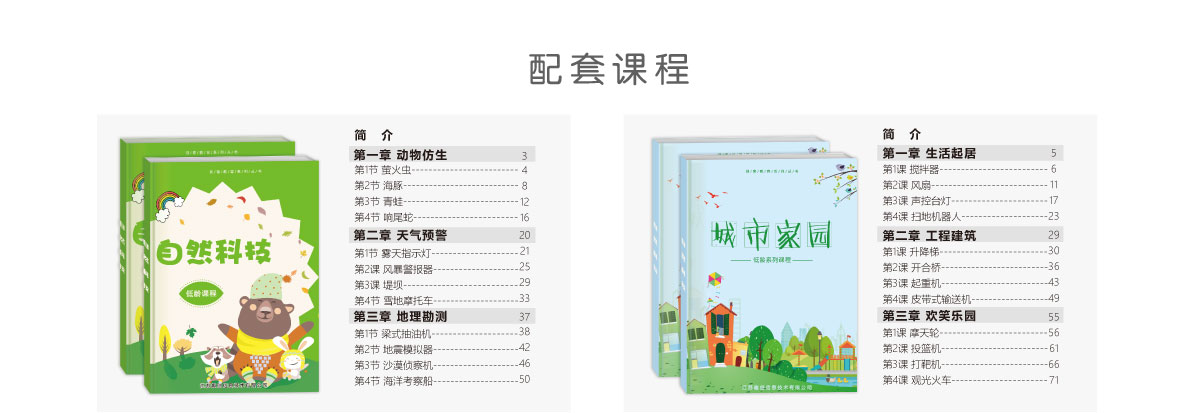 配套课程
自然科技
低龄课程
简 介
第一章 动物仿生 3
第1节 萤火虫 4
第2节 海豚 8
第3节 青蛙 12
第4节 响尾蛇 16
第二章 天气预警 20
第1节 雾天指示灯 21
第2课 风暴警报器 25
第3课 堤坝 29
第4节 雪地摩托车 33
第三章 地理勘测 37
第1节 梁式抽油机 38
第2节 地震模拟器 42
第3节 沙漠侦察机 46
第4节 海洋考察船 50
城市家园
低龄系列课程
简 介
第一章 生活起居 5
第1课 搅拌器 6
第2课 风扇 11
第3课 声控台灯 17
第4课 扫地机器人 23
第二章 工程建筑 29
第1课 升降梯 30
第2课 开合桥 36
第3课 起重机 43
第4课 皮带式输送机 49
第三章 欢笑乐园 55
第1课 摩天轮 56
第2课 投篮机 61
第3课 打靶机 66
第4课 观光火车 71